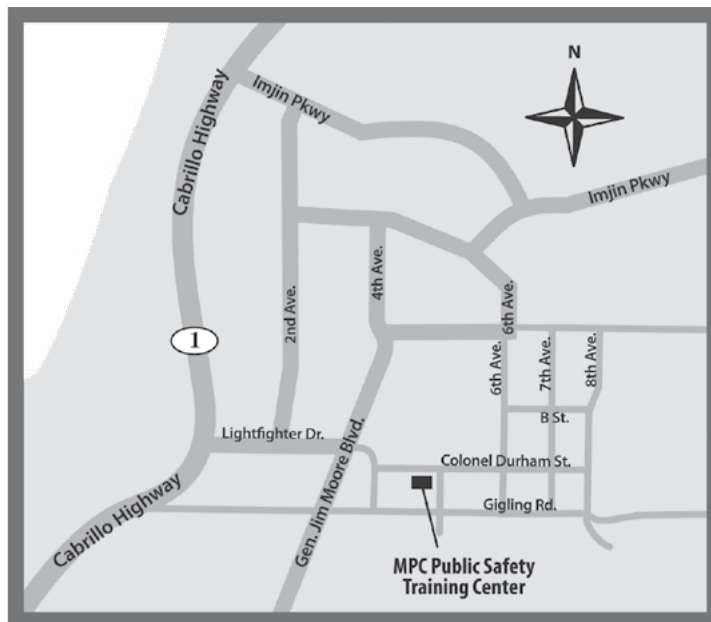 N
Cabrillo Highway
Imjin Pkwy
Imjin Pkwy
2nd Ave.
4th Ave.
6th Ave.
1
6th Ave.
7th Ave.
8th Ave.
B St.
Lightfighter Dr.
Gen. Jim Moore Blvd.
Colonel Durham St.
Cabrillo Highway
Gigling Rd.
MPC Public Safety
Training Center